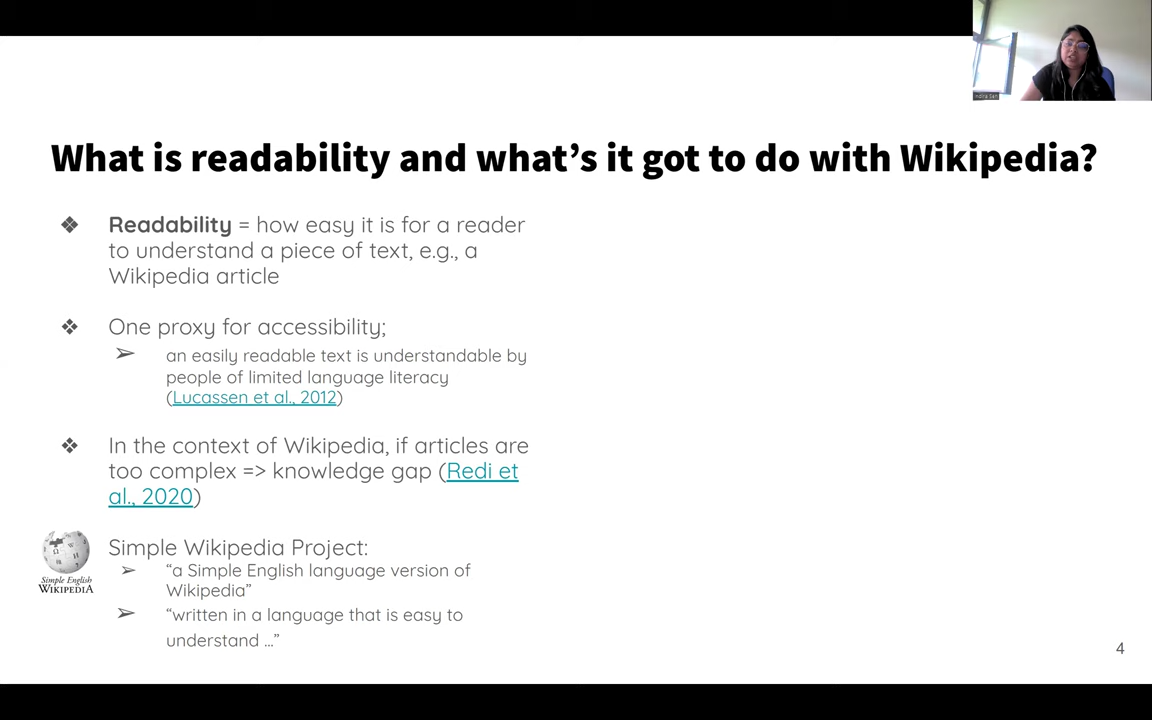 What is readability and what's it got to do with Wikipedia?
❖ Readability = how easy it is for a reader
to understand a piece of text, e.g., a
Wikipedia article
❖ One proxy for accessibility;
➢ an easily readable text is understandable by
people of limited language literacy
(Lucassen et al., 2012)
❖ In the context of Wikipedia, if articles are
too complex => knowledge gap (Redi et
al., 2020)
Simple English
WIKIPEDIA
Simple Wikipedia Project:
➢ “a Simple English language version of
Wikipedia”
➢ “written in a language that is easy to
understand ...”
4